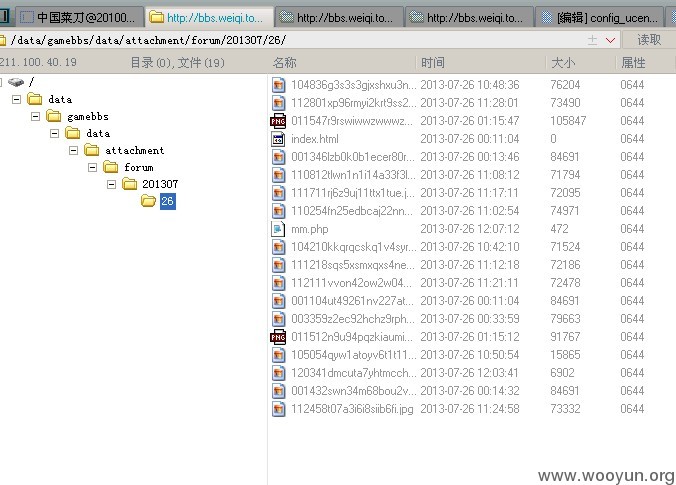 中国菜刀@20100...
http://bbs.weiqi.to...
http://bbs.weiqi.to...
http://bbs.weiqi.to...
[编辑] config_ucen...
/data/gamebbs/data/attachment/forum/201307/26/
读取
211.100.40.19
目录(0),文件(19)
名称 时间 大小 属性
/
data
gamebbs
data
attachment
forum
201307
26
104836g3s3s3gjxshxu3n... 2013-07-26 10:48:36 76204 0644
112801xp96rmyi2krt9ss2... 2013-07-26 11:28:01 73490 0644
011547r9rswiwwzwwwz... 2013-07-26 01:15:47 105847 0644
index.html 2013-07-26 00:11:04 0 0644
001346lzb0k0b1ecer80r... 2013-07-26 00:13:46 84691 0644
110812tlwn1n1i14a33f3l... 2013-07-26 11:08:12 71794 0644
111711rj6z9uj11ttx1tue.j... 2013-07-26 11:17:11 72095 0644
110254fn25edbcaj22nn... 2013-07-26 11:02:54 74971 0644
mm.php 2013-07-26 12:07:12 472 0644
104210kkqrqcskq1v4syr... 2013-07-26 10:42:10 71524 0644
111218sqs5xsmxqxs4ne... 2013-07-26 11:12:18 72186 0644
112111vvon42ow2w04... 2013-07-26 11:21:11 72478 0644
001104ut49261nv227at... 2013-07-26 00:11:04 84691 0644
003359z2ec92hchz9rph... 2013-07-26 00:33:59 79663 0644
011512n9u94pqzkiaumi... 2013-07-26 01:15:12 91767 0644
105054qyw1atoyv6t1t11... 2013-07-26 10:50:54 15865 0644
120341dmcuta7yhtmcch... 2013-07-26 12:03:41 6902 0644
001432swn34m68bou2v... 2013-07-26 00:14:32 84691 0644
112458t07a3i6i8siib6fi.jpg 2013-07-26 11:24:58 73332 0644
www.wooyun.org